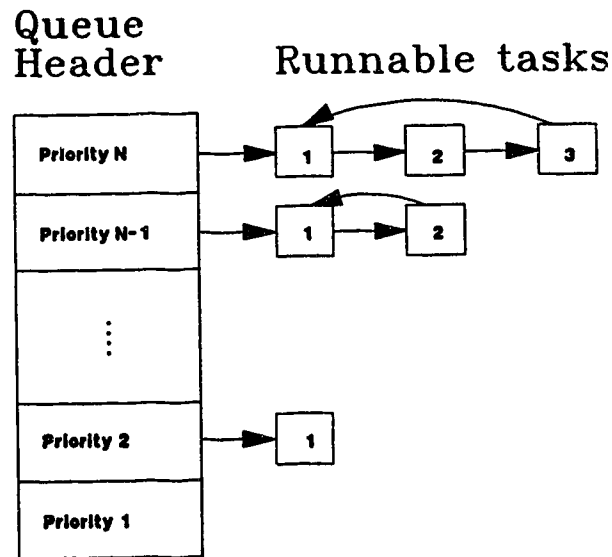 Queue
Header
Runnable tasks
Priority N
1
2
3
Priority N-1
1
2
Priority 2
1
Priority 1